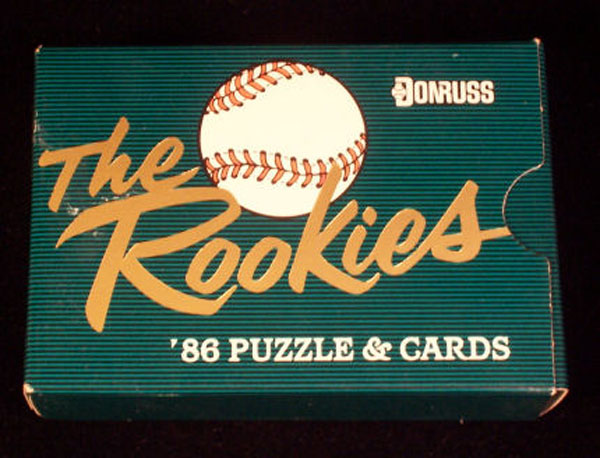 DONRUSS
The
Rookies
'86 PUZZLE & CARDS